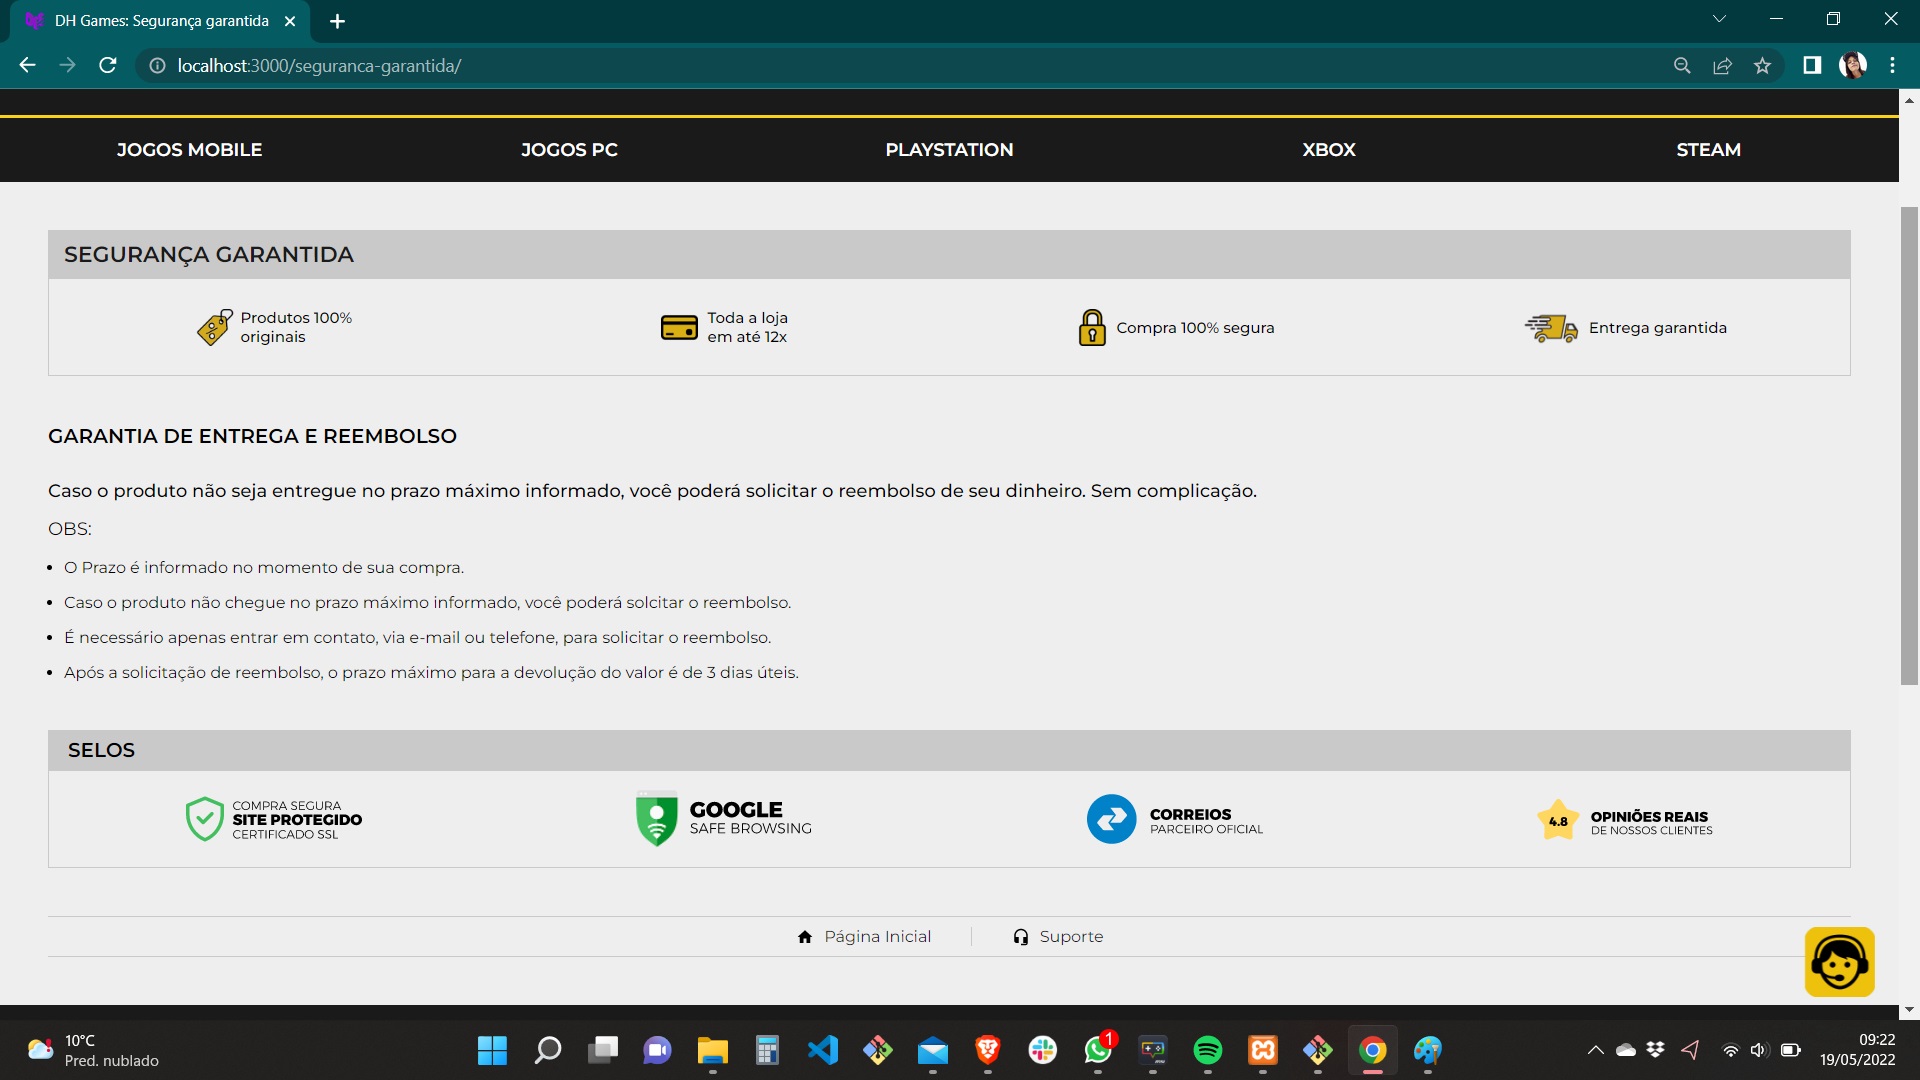 DH Games: Segurança garantida
localhost:3000/seguranca-garantida/
JOGOS MOBILE
JOGOS PC
PLAYSTATION
XBOX
STEAM
SEGURANÇA GARANTIDA
Produtos 100%
originais
Toda a loja
em até 12x
Compra 100% segura
Entrega garantida
GARANTIA DE ENTREGA E REEMBOLSO
Caso o produto não seja entregue no prazo máximo informado, você poderá solicitar o reembolso de seu dinheiro. Sem complicação.
OBS:
• O Prazo é informado no momento de sua compra.
• Caso o produto não chegue no prazo máximo informado, você poderá solcitar o reembolso.
• É necessário apenas entrar em contato, via e-mail ou telefone, para solicitar o reembolso.
• Após a solicitação de reembolso, o prazo máximo para a devolução do valor é de 3 dias úteis.
SELOS
COMPRA SEGURA
SITE PROTEGIDO
CERTIFICADO SSL
GOOGLE
SAFE BROWSING
CORREIOS
PARCEIRO OFICIAL
4.8
OPINIÕES REAIS
DE NOSSOS CLIENTES
Página Inicial
Suporte
10°C
Pred. nublado
1
09:22
19/05/2022